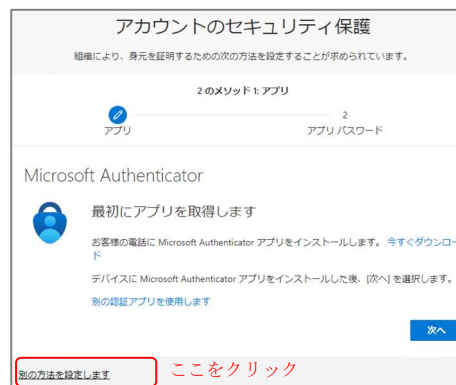 アカウントのセキュリティ保護
組織により、身元を証明するための次の方法を設定することが求められています。
2 のメソッド 1: アプリ
2
アプリ
アプリ パスワード
Microsoft Authenticator
最初にアプリを取得します
お客様の電話に Microsoft Authenticator アプリをインストールします。 今すぐダウンロー
ド
デバイスに Microsoft Authenticator アプリをインストールした後、[次へ] を選択します。
別の認証アプリを使用します
次へ
別の方法を設定します
ここをクリック